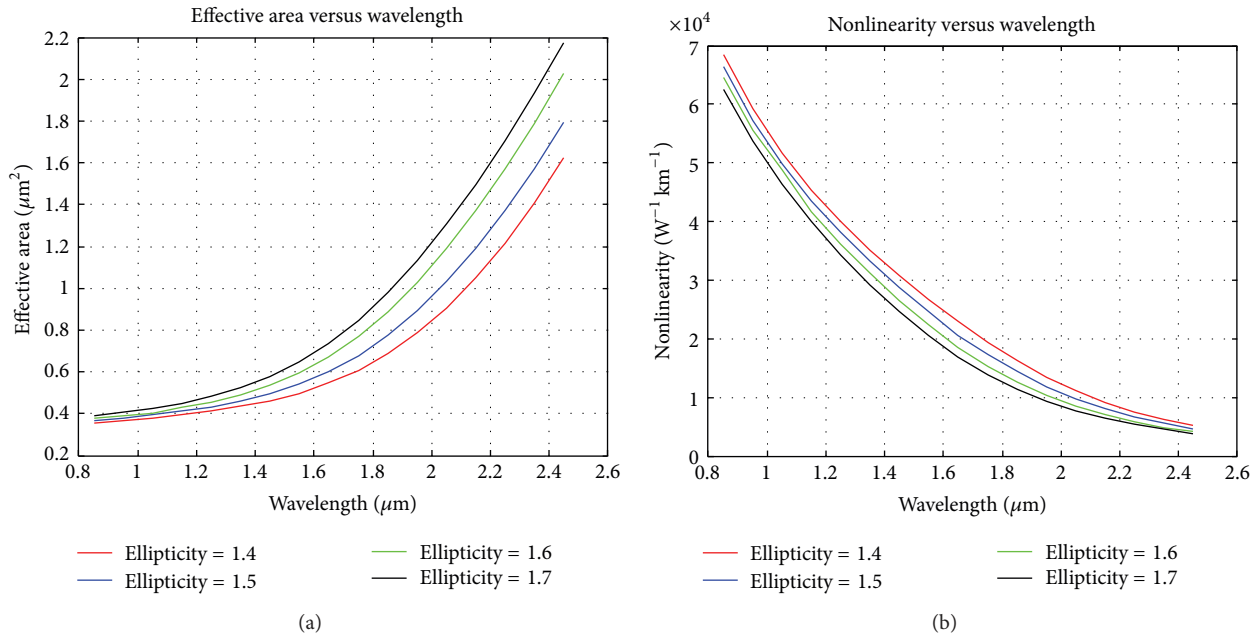 Effective area versus wavelength
2.2
2
1.8
1.6
1.4
1.2
1
0.8
0.6
0.4
0.2
Effective area (μm²)
0.8 1 1.2 1.4 1.6 1.8 2 2.2 2.4 2.6
Wavelength (μm)
Ellipticity = 1.4
Ellipticity = 1.5
Ellipticity = 1.6
Ellipticity = 1.7
(a)
×10⁴
Nonlinearity versus wavelength
7
6
5
4
3
2
1
0
Nonlinearity (W⁻¹ km⁻¹)
0.8 1 1.2 1.4 1.6 1.8 2 2.2 2.4 2.6
Wavelength (μm)
Ellipticity = 1.4
Ellipticity = 1.5
Ellipticity = 1.6
Ellipticity = 1.7
(b)